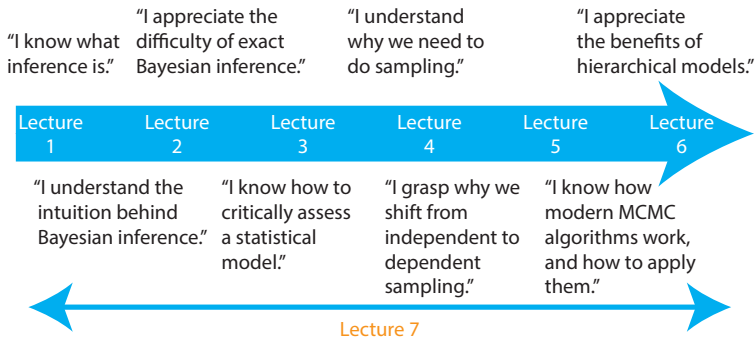 “I know what
inference is.”
“I appreciate the
difficulty of exact
Bayesian inference.”
“I understand
why we need to
do sampling.”
“I appreciate
the benefits of
hierarchical models.”
Lecture
1
Lecture
2
Lecture
3
Lecture
4
Lecture
5
Lecture
6
“I understand the
intuition behind
Bayesian inference.”
“I know how to
critically assess
a statistical
model.”
“I grasp why we
shift from
independent to
dependent
sampling.”
“I know how
modern MCMC
algorithms work,
and how to apply
them.”
Lecture 7